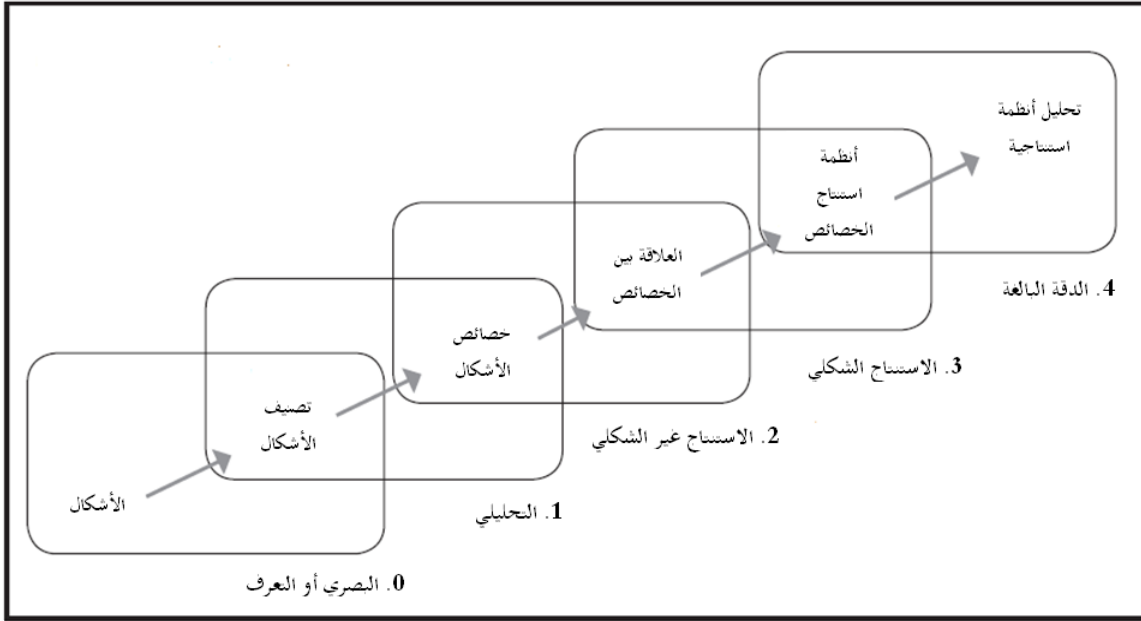 تحليل أنظمة
استنتاجية
أنظمة
استنتاج
الخصائص
العلاقة بين
الخصائص
4. الدقة البالغة
خصائص
الأشكال
3. الاستنتاج الشكلي
تصنيف
الأشكال
2. الاستنتاج غير الشكلي
الأشكال
1. التحليلي
0. البصري أو التعرف